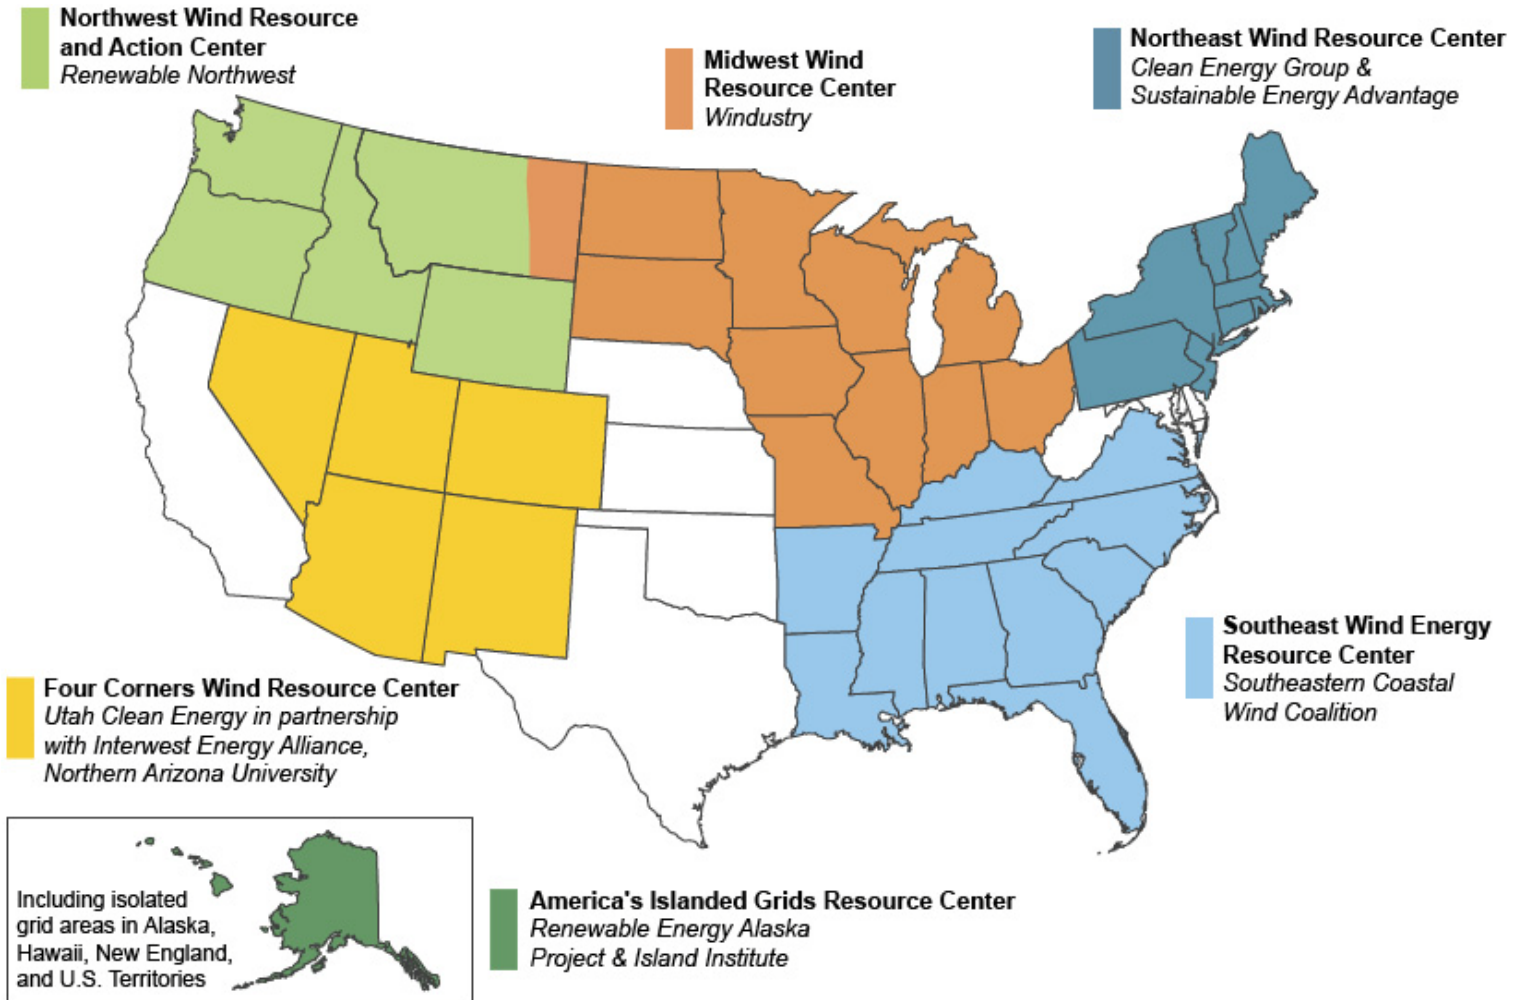 Northwest Wind Resource
and Action Center
Renewable Northwest
Midwest Wind
Resource Center
Windustry
Northeast Wind Resource Center
Clean Energy Group &
Sustainable Energy Advantage
Southeast Wind Energy
Resource Center
Southeastern Coastal
Wind Coalition
Four Corners Wind Resource Center
Utah Clean Energy in partnership
with Interwest Energy Alliance,
Northern Arizona University
Including isolated
grid areas in Alaska,
Hawaii, New England,
and U.S. Territories
America's Islanded Grids Resource Center
Renewable Energy Alaska
Project & Island Institute